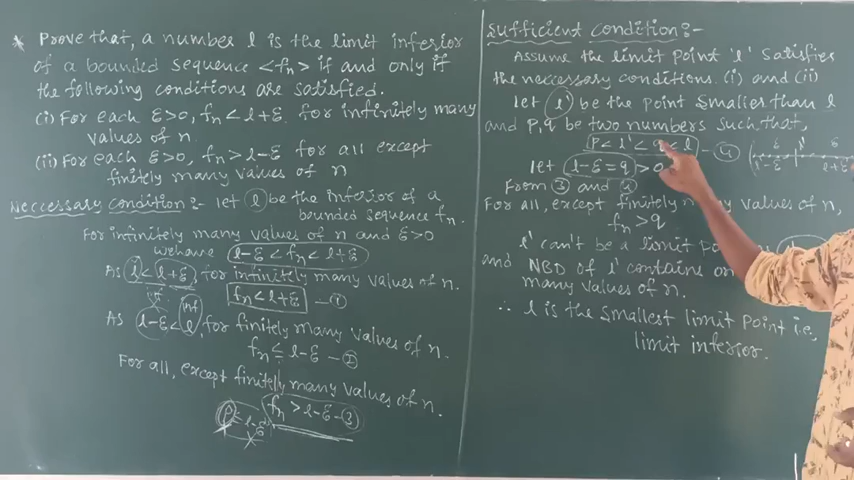 * Prove that, a number l is the limit inferior
of a bounded sequence <fn> if and only if
the following conditions are satisfied.
(i) For each ε>0, fn < l+ε for infinitely many
values of n.
(ii) For each ε>0, fn > l-ε for all except
finitely many values of n
Neccessary condition :- let l be the inferior of a
bounded sequence fn.
For infinitely many values of n and ε>0
we have l-ε < fn < l+ε
As l < l+ε, for infinitely many values of n.
fn < l+ε — (1)
As l-ε < l, for finitely many values of n.
fn ≤ l-ε — (2)
For all, except finitely many values of n.
fn > l-ε — (3)
Sufficient condition :-
Assume the limit point 'l' satisfies
the neccessary conditions. (i) and (ii)
let l' be the point smaller than l
and P,q be two numbers such that,
P < l' < q < l — (4)
let l-ε = q > 0
From (3) and (4)
For all, except finitely many values of n,
fn > q
l' can't be a limit
and NBD of l' contains
many values of n.
∴ l is the smallest limit point i.e,
limit inferior.